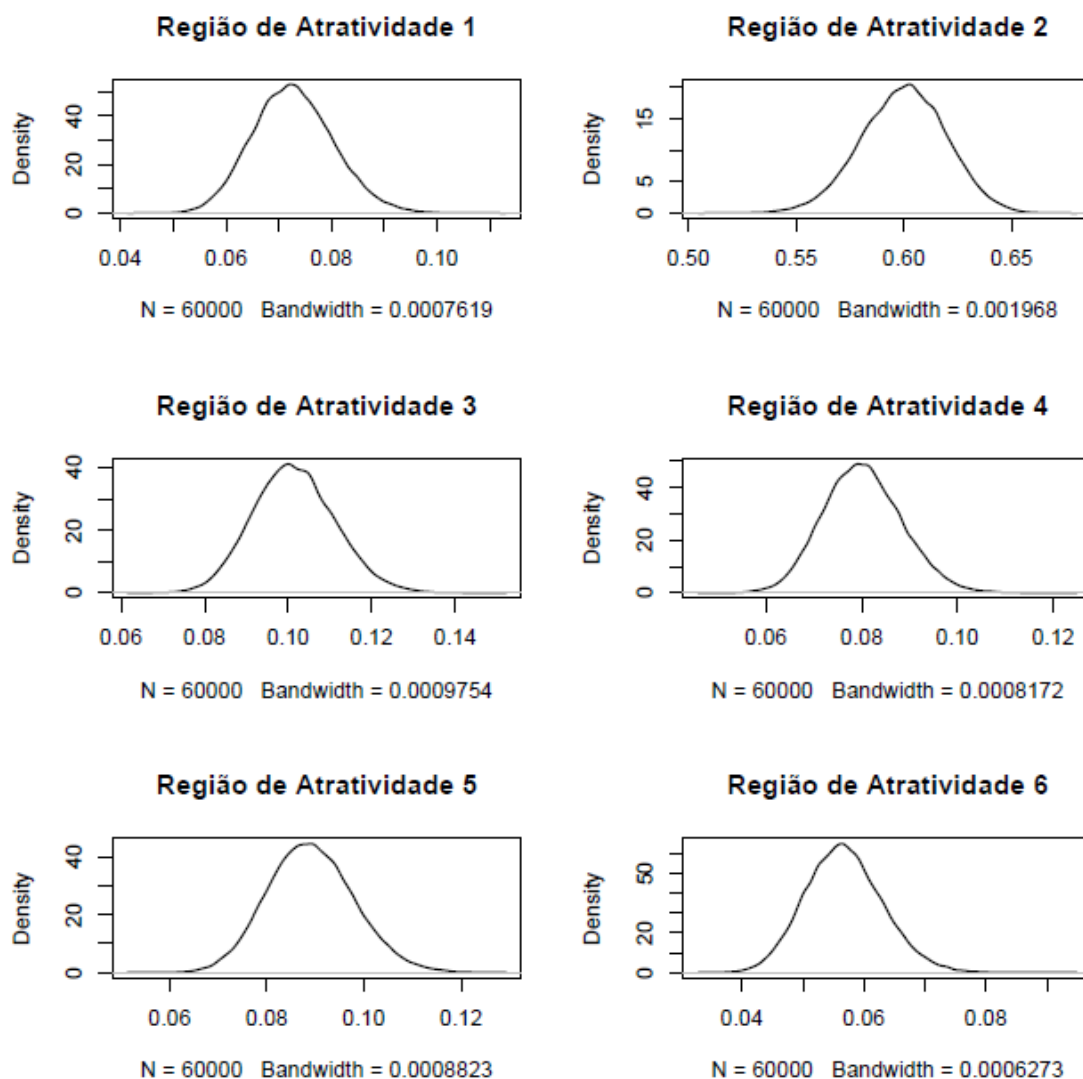 Região de Atratividade 1
Density
0 20 40
0.04 0.06 0.08 0.10
N = 60000 Bandwidth = 0.0007619
Região de Atratividade 2
Density
0 5 15
0.50 0.55 0.60 0.65
N = 60000 Bandwidth = 0.001968
Região de Atratividade 3
Density
0 20 40
0.06 0.08 0.10 0.12 0.14
N = 60000 Bandwidth = 0.0009754
Região de Atratividade 4
Density
0 20 40
0.06 0.08 0.10 0.12
N = 60000 Bandwidth = 0.0008172
Região de Atratividade 5
Density
0 20 40
0.06 0.08 0.10 0.12
N = 60000 Bandwidth = 0.0008823
Região de Atratividade 6
Density
0 20 50
0.04 0.06 0.08
N = 60000 Bandwidth = 0.0006273